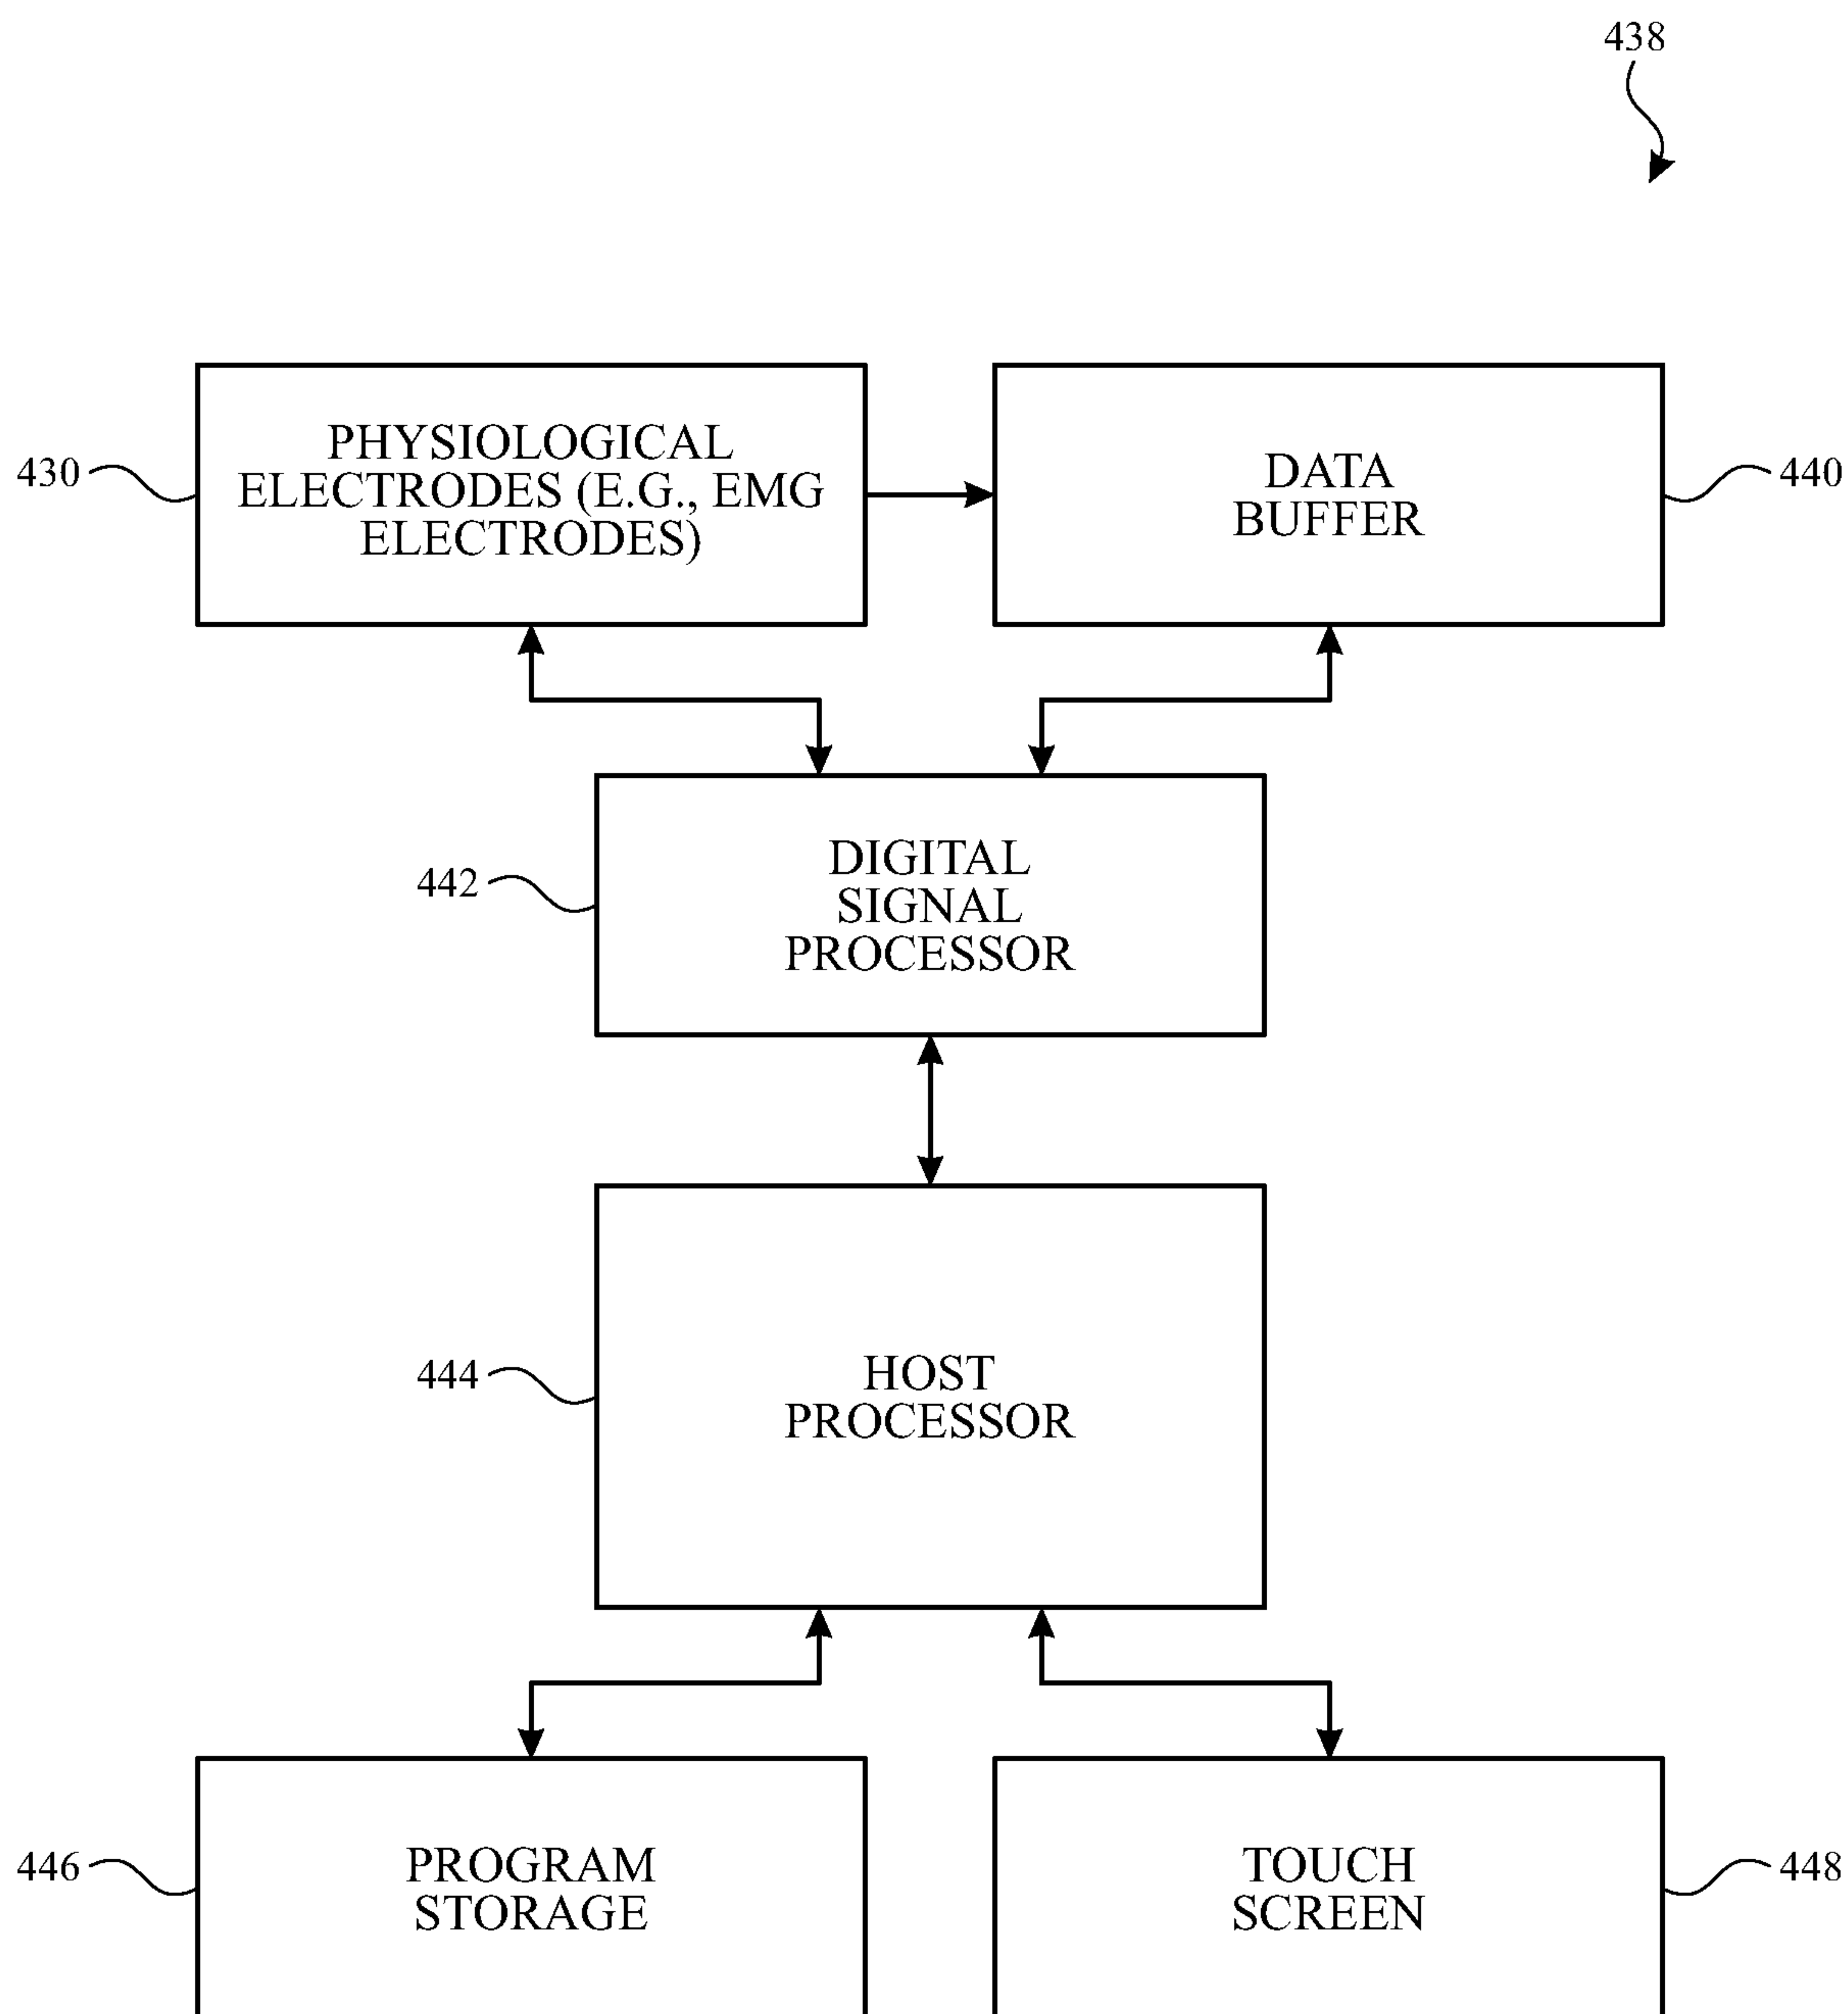 438
PHYSIOLOGICAL
ELECTRODES (E.G., EMG
ELECTRODES)
430
DATA
BUFFER
440
DIGITAL
SIGNAL
PROCESSOR
442
HOST
PROCESSOR
444
PROGRAM
STORAGE
446
TOUCH
SCREEN
448